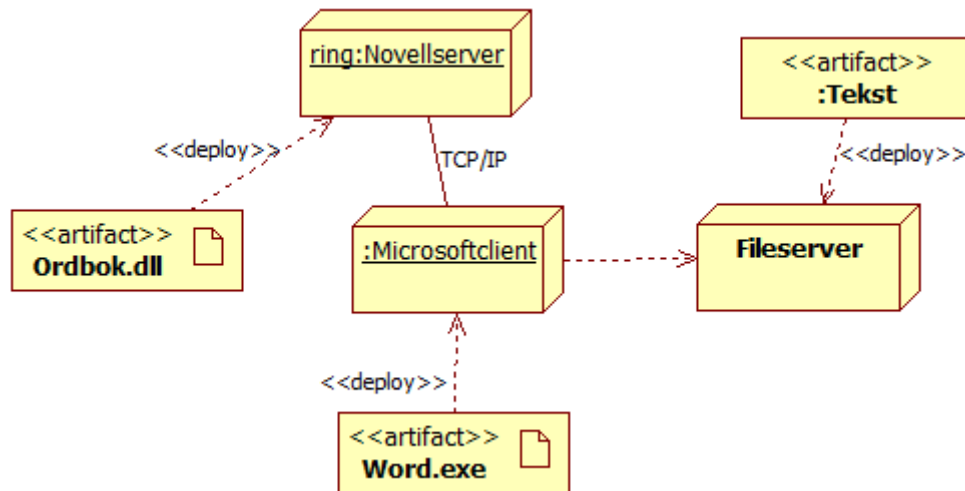 ring:Novellserver
<<artifact>>
:Tekst
<<deploy>>
TCP/IP
<<deploy>>
<<artifact>>
Ordbok.dll
:Microsoftclient
Fileserver
<<deploy>>
<<artifact>>
Word.exe